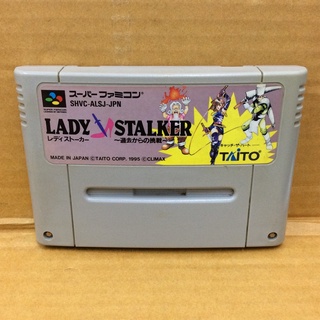 スーパーファミコン
SHVC-ALSJ-JPN
LADY STALKER
レディストーカー
〜過去からの挑戦〜
TAITO
MADE IN JAPAN ©TAITO CORP. 1995 ©CLIMAX